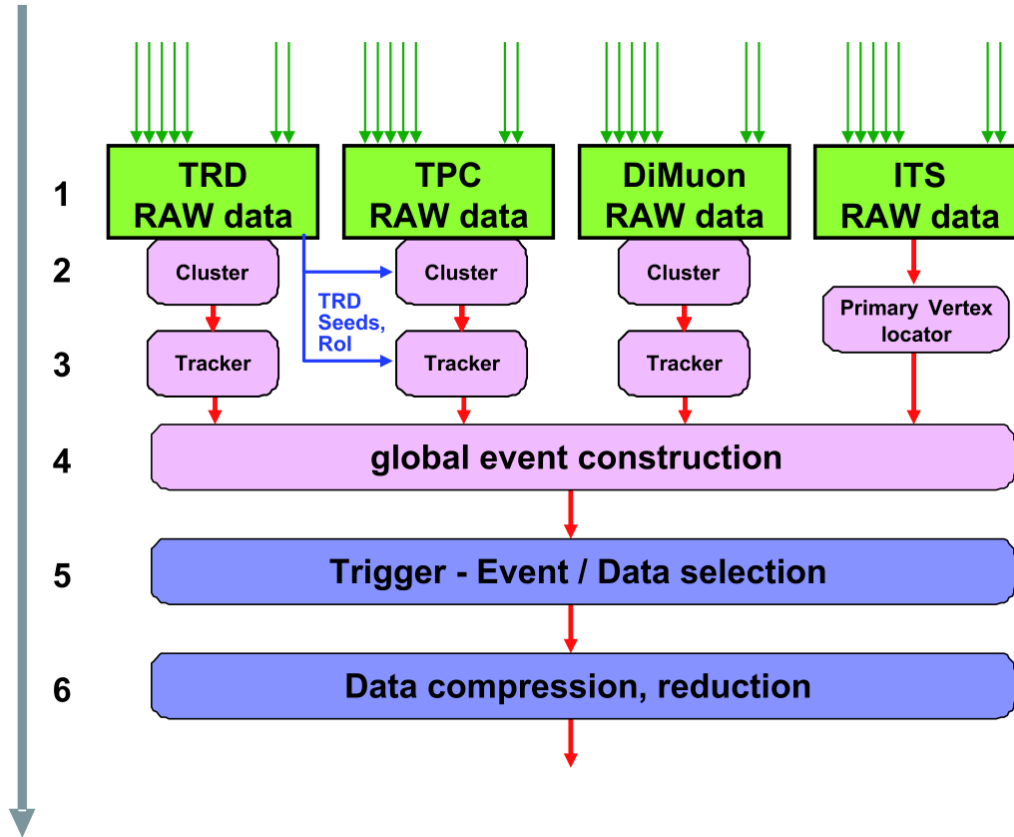 1
TRD
RAW data
TPC
RAW data
DiMuon
RAW data
ITS
RAW data
2
Cluster
Cluster
Cluster
TRD
Seeds,
RoI
Primary Vertex
locator
3
Tracker
Tracker
Tracker
4
global event construction
5
Trigger - Event / Data selection
6
Data compression, reduction